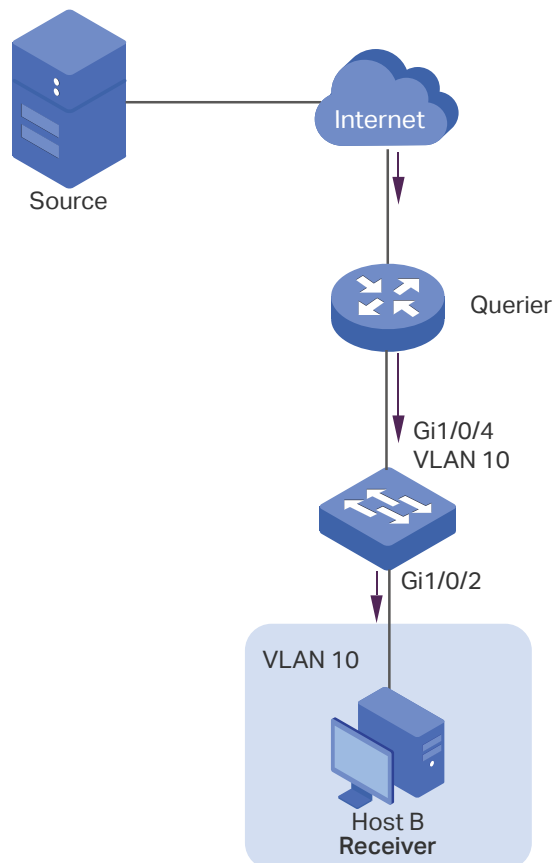 Internet
Source
Querier
Gi1/0/4
VLAN 10
Gi1/0/2
VLAN 10
Host B
Receiver